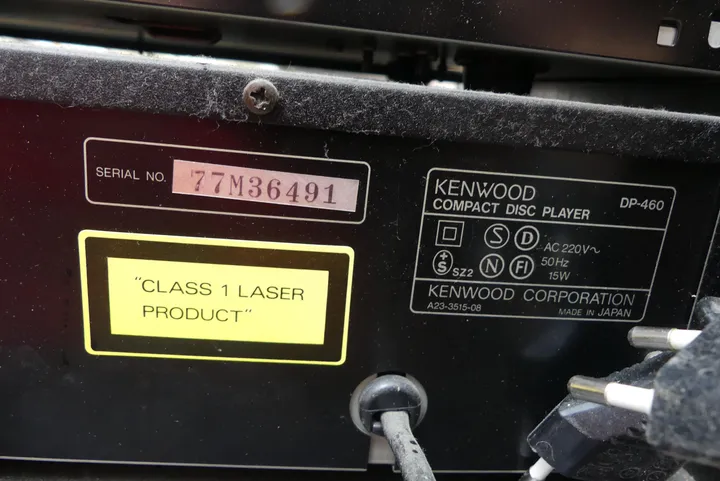 SERIAL NO. 77M36491
"CLASS 1 LASER
PRODUCT"
KENWOOD DP-460
COMPACT DISC PLAYER
S D AC 220V~
50Hz
S SZ2 N FI 15W
KENWOOD CORPORATION
A23-3515-08 MADE IN JAPAN